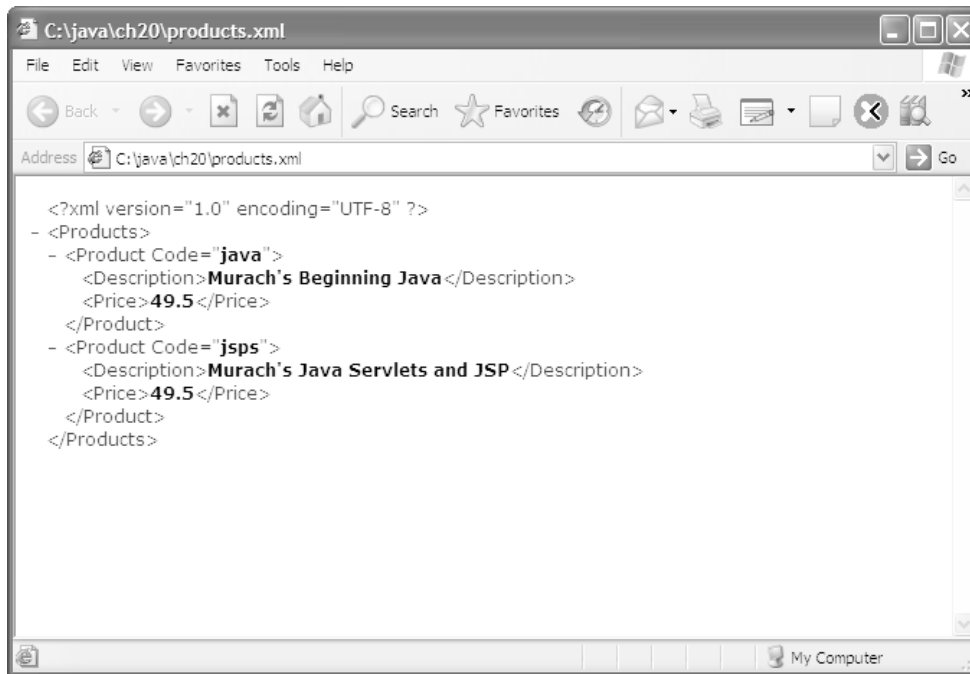 C:\java\ch20\products.xml
File Edit View Favorites Tools Help
Back Search Favorites
Address C:\java\ch20\products.xml Go
<?xml version="1.0" encoding="UTF-8" ?>
- <Products>
- <Product Code="java">
<Description>Murach's Beginning Java</Description>
<Price>49.5</Price>
</Product>
- <Product Code="jsps">
<Description>Murach's Java Servlets and JSP</Description>
<Price>49.5</Price>
</Product>
</Products>
My Computer